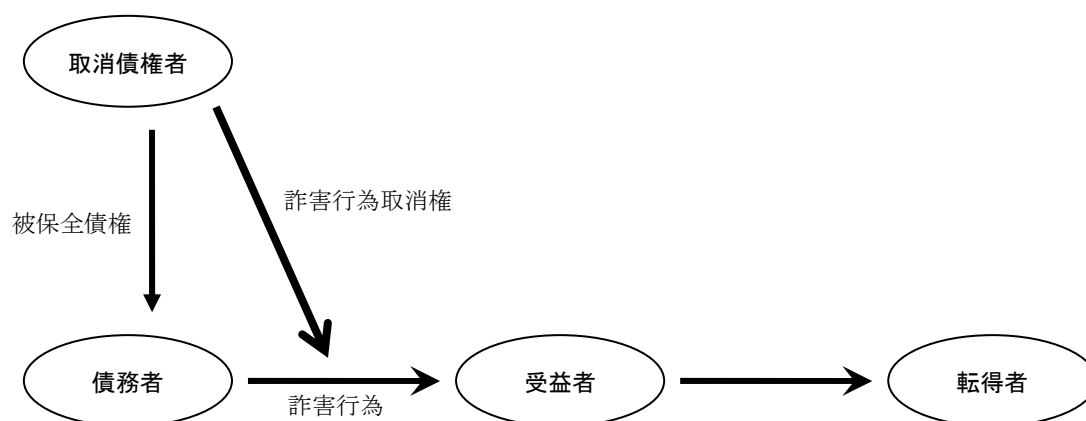 取消債権者
詐害行為取消権
被保全債権
債務者
受益者
転得者
詐害行為